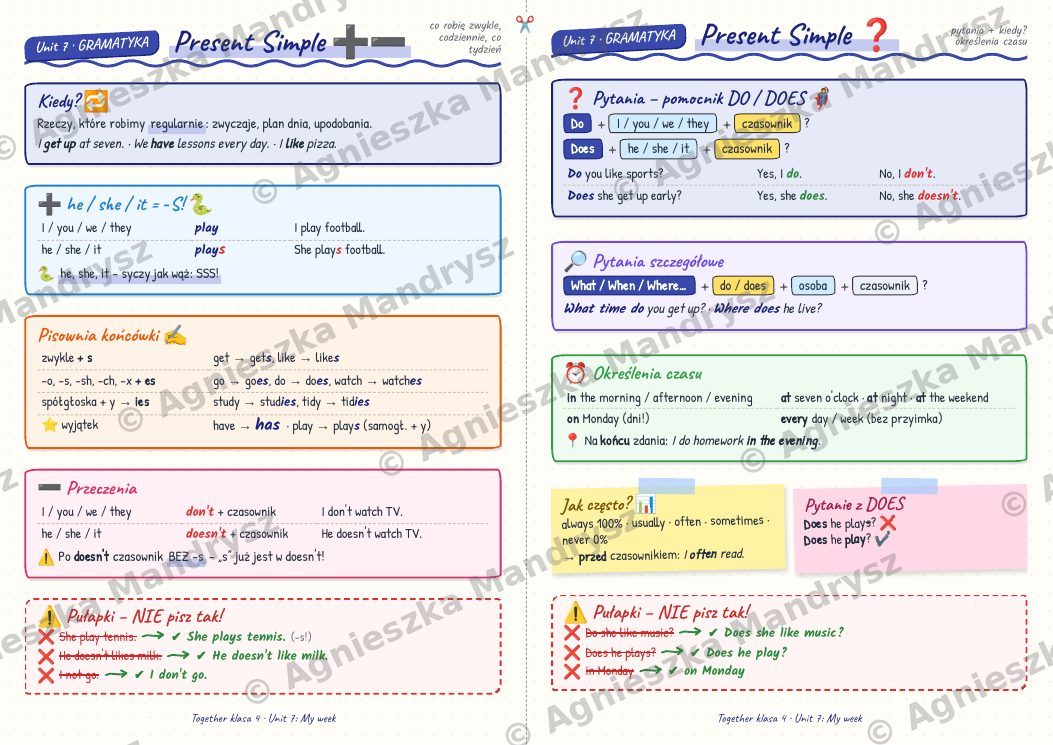 Unit 7 · GRAMATYKA
Present Simple ➕➖
co robię zwykle,
codziennie, co
tydzień
Kiedy? 🔁
Rzeczy, które robimy regularnie: zwyczaje, plan dnia, upodobania.
I get up at seven. · We have lessons every day. · I like pizza.
➕ he / she / it = -S! 🐍
I / you / we / they play I play football.
he / she / it plays She plays football.
🐍 he, she, it – syczy jak wąż: SSS!
Pisownia końcówki ✍️
zwykle + s get → gets, like → likes
-o, -s, -sh, -ch, -x + es go → goes, do → does, watch → watches
spółgłoska + y → ies study → studies, tidy → tidies
⭐ wyjątek have → has · play → plays (samogł. + y)
➖ Przeczenia
I / you / we / they don't + czasownik I don't watch TV.
he / she / it doesn't + czasownik He doesn't watch TV.
⚠️ Po doesn't czasownik BEZ -s – „s” już jest w doesn't!
⚠️ Pułapki – NIE pisz tak!
❌ She play tennis. → ✔ She plays tennis. (-s!)
❌ He doesn't likes milk. → ✔ He doesn't like milk.
❌ I not go. → ✔ I don't go.
Together klasa 4 · Unit 7: My week
Unit 7 · GRAMATYKA
Present Simple ❓
pytania + kiedy?
określenia czasu
❓ Pytania – pomocnik DO / DOES
Do + I / you / we / they + czasownik ?
Does + he / she / it + czasownik ?
Do you like sports? Yes, I do. No, I don't.
Does she get up early? Yes, she does. No, she doesn't.
🔎 Pytania szczegółowe
What / When / Where... + do / does + osoba + czasownik ?
What time do you get up? · Where does he live?
⏰ Określenia czasu
in the morning / afternoon / evening at seven o'clock · at night · at the weekend
on Monday (dni!) every day / week (bez przyimka)
📍 Na końcu zdania: I do homework in the evening.
Jak często? 📊
always 100% · usually · often · sometimes ·
never 0%
→ przed czasownikiem: I often read.
Pytanie z DOES
Does he plays? ❌
Does he play? ✔
⚠️ Pułapki – NIE pisz tak!
❌ Do she like music? → ✔ Does she like music?
❌ Does he plays? → ✔ Does he play?
❌ In Monday → ✔ on Monday
Together klasa 4 · Unit 7: My week
© Agnieszka Mandrysz